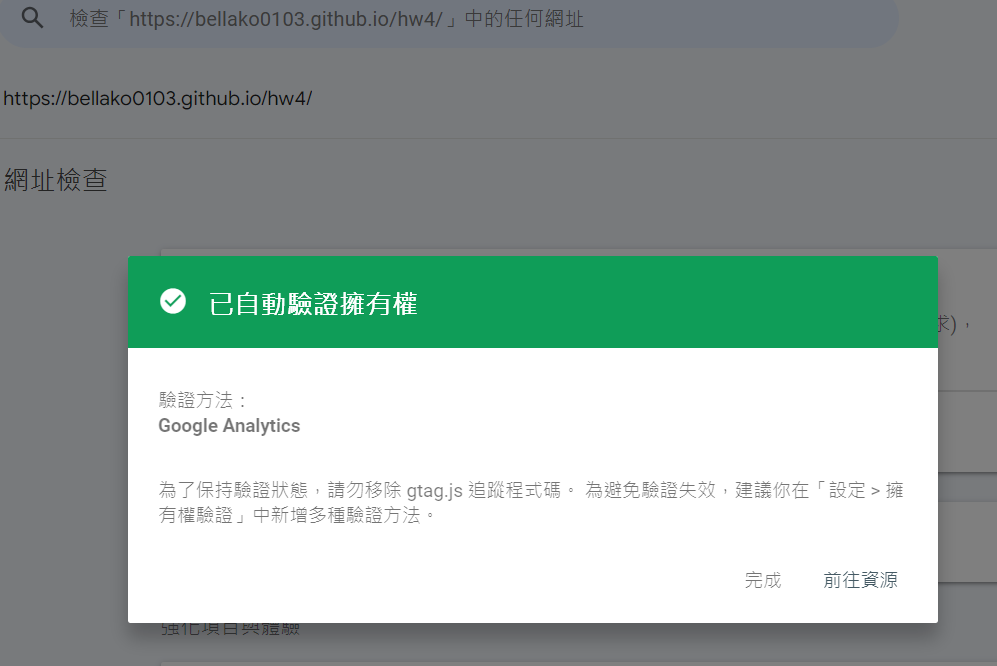 檢查「https://bellako0103.github.io/hw4/」中的任何網址
https://bellako0103.github.io/hw4/
網址檢查
已自動驗證擁有權
求)，
驗證方法：
Google Analytics
為了保持驗證狀態，請勿移除 gtag.js 追蹤程式碼。 為避免驗證失效，建議你在「設定 > 擁
有權驗證」中新增多種驗證方法。
完成 前往資源
強化項目與體驗